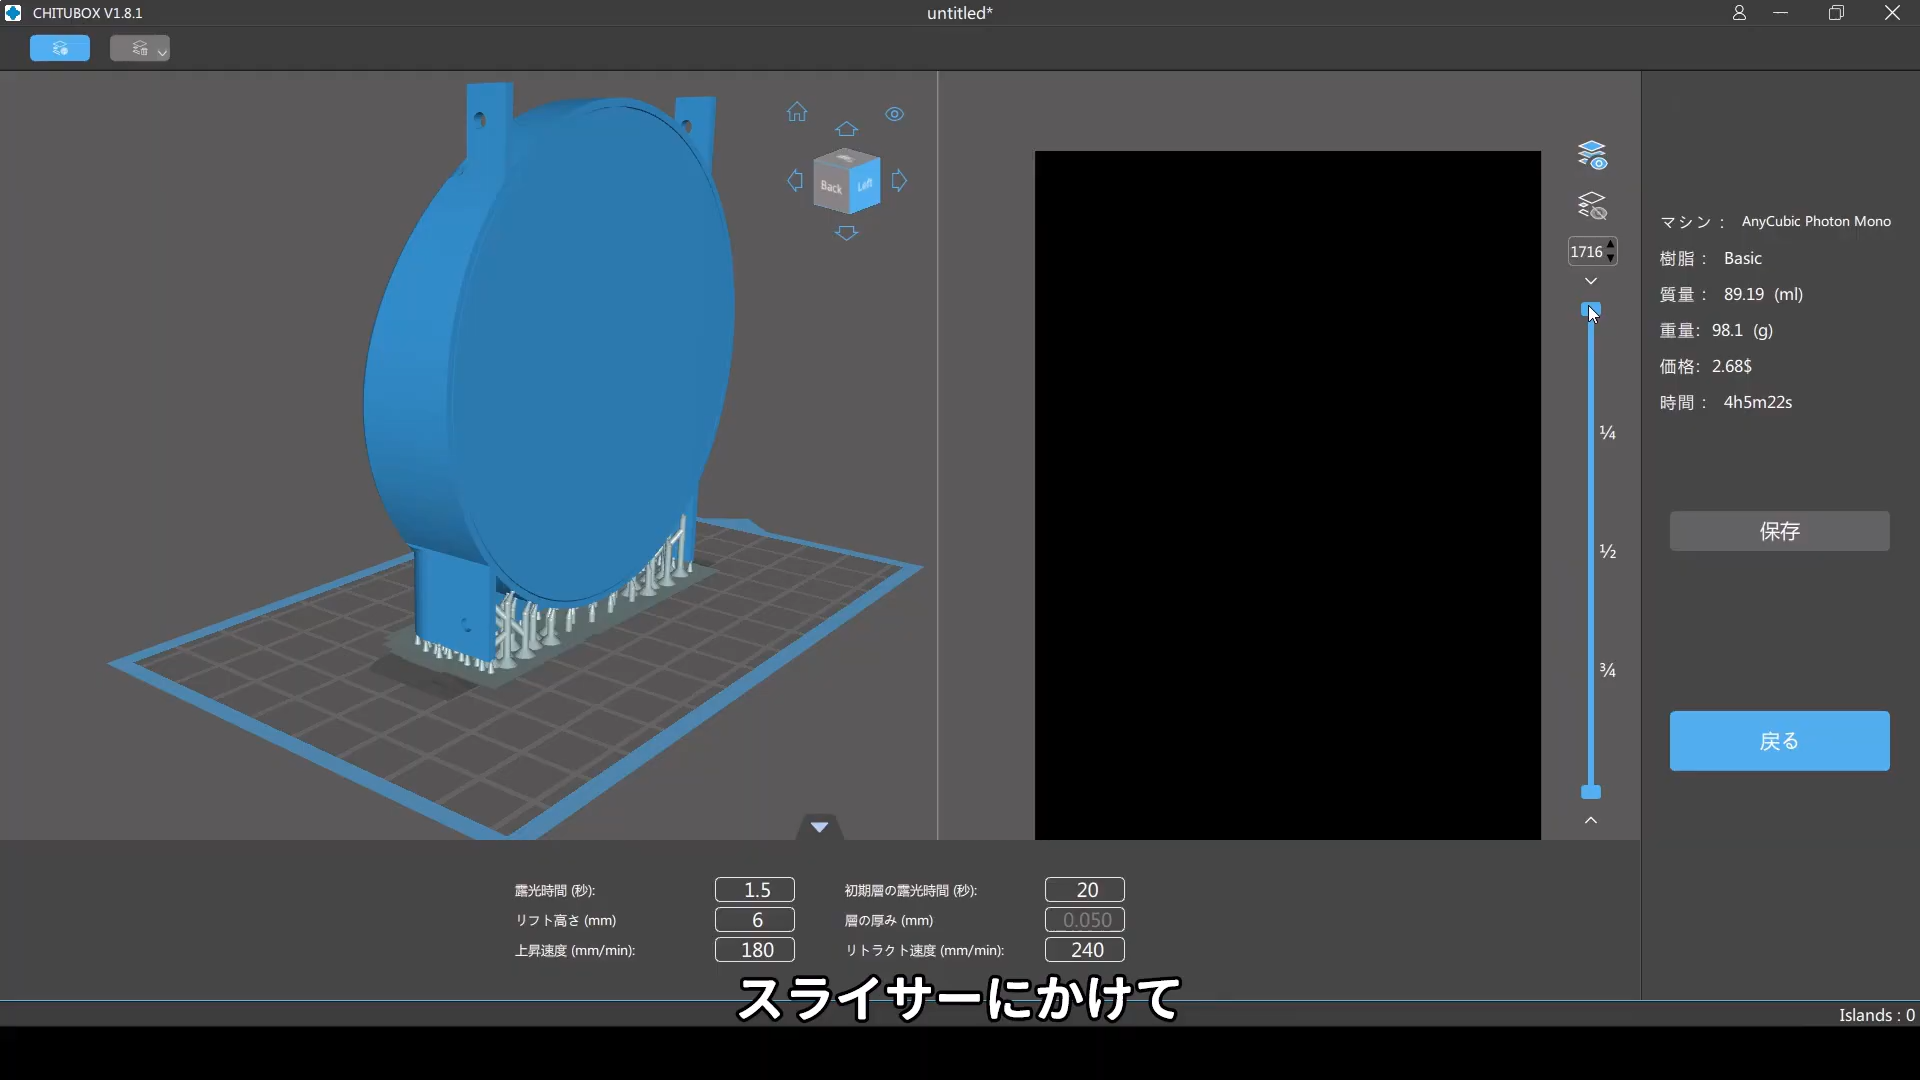 CHITUBOX V1.8.1
untitled*
Back
Left
1716
¼
½
¾
マシン： AnyCubic Photon Mono
樹脂： Basic
質量： 89.19 (ml)
重量: 98.1 (g)
価格: 2.68$
時間： 4h5m22s
保存
戻る
露光時間 (秒): 1.5 初期層の露光時間 (秒): 20
リフト高さ (mm) 6 層の厚み (mm) 0.050
上昇速度 (mm/min): 180 リトラクト速度 (mm/min): 240
スライサーにかけて
Islands : 0